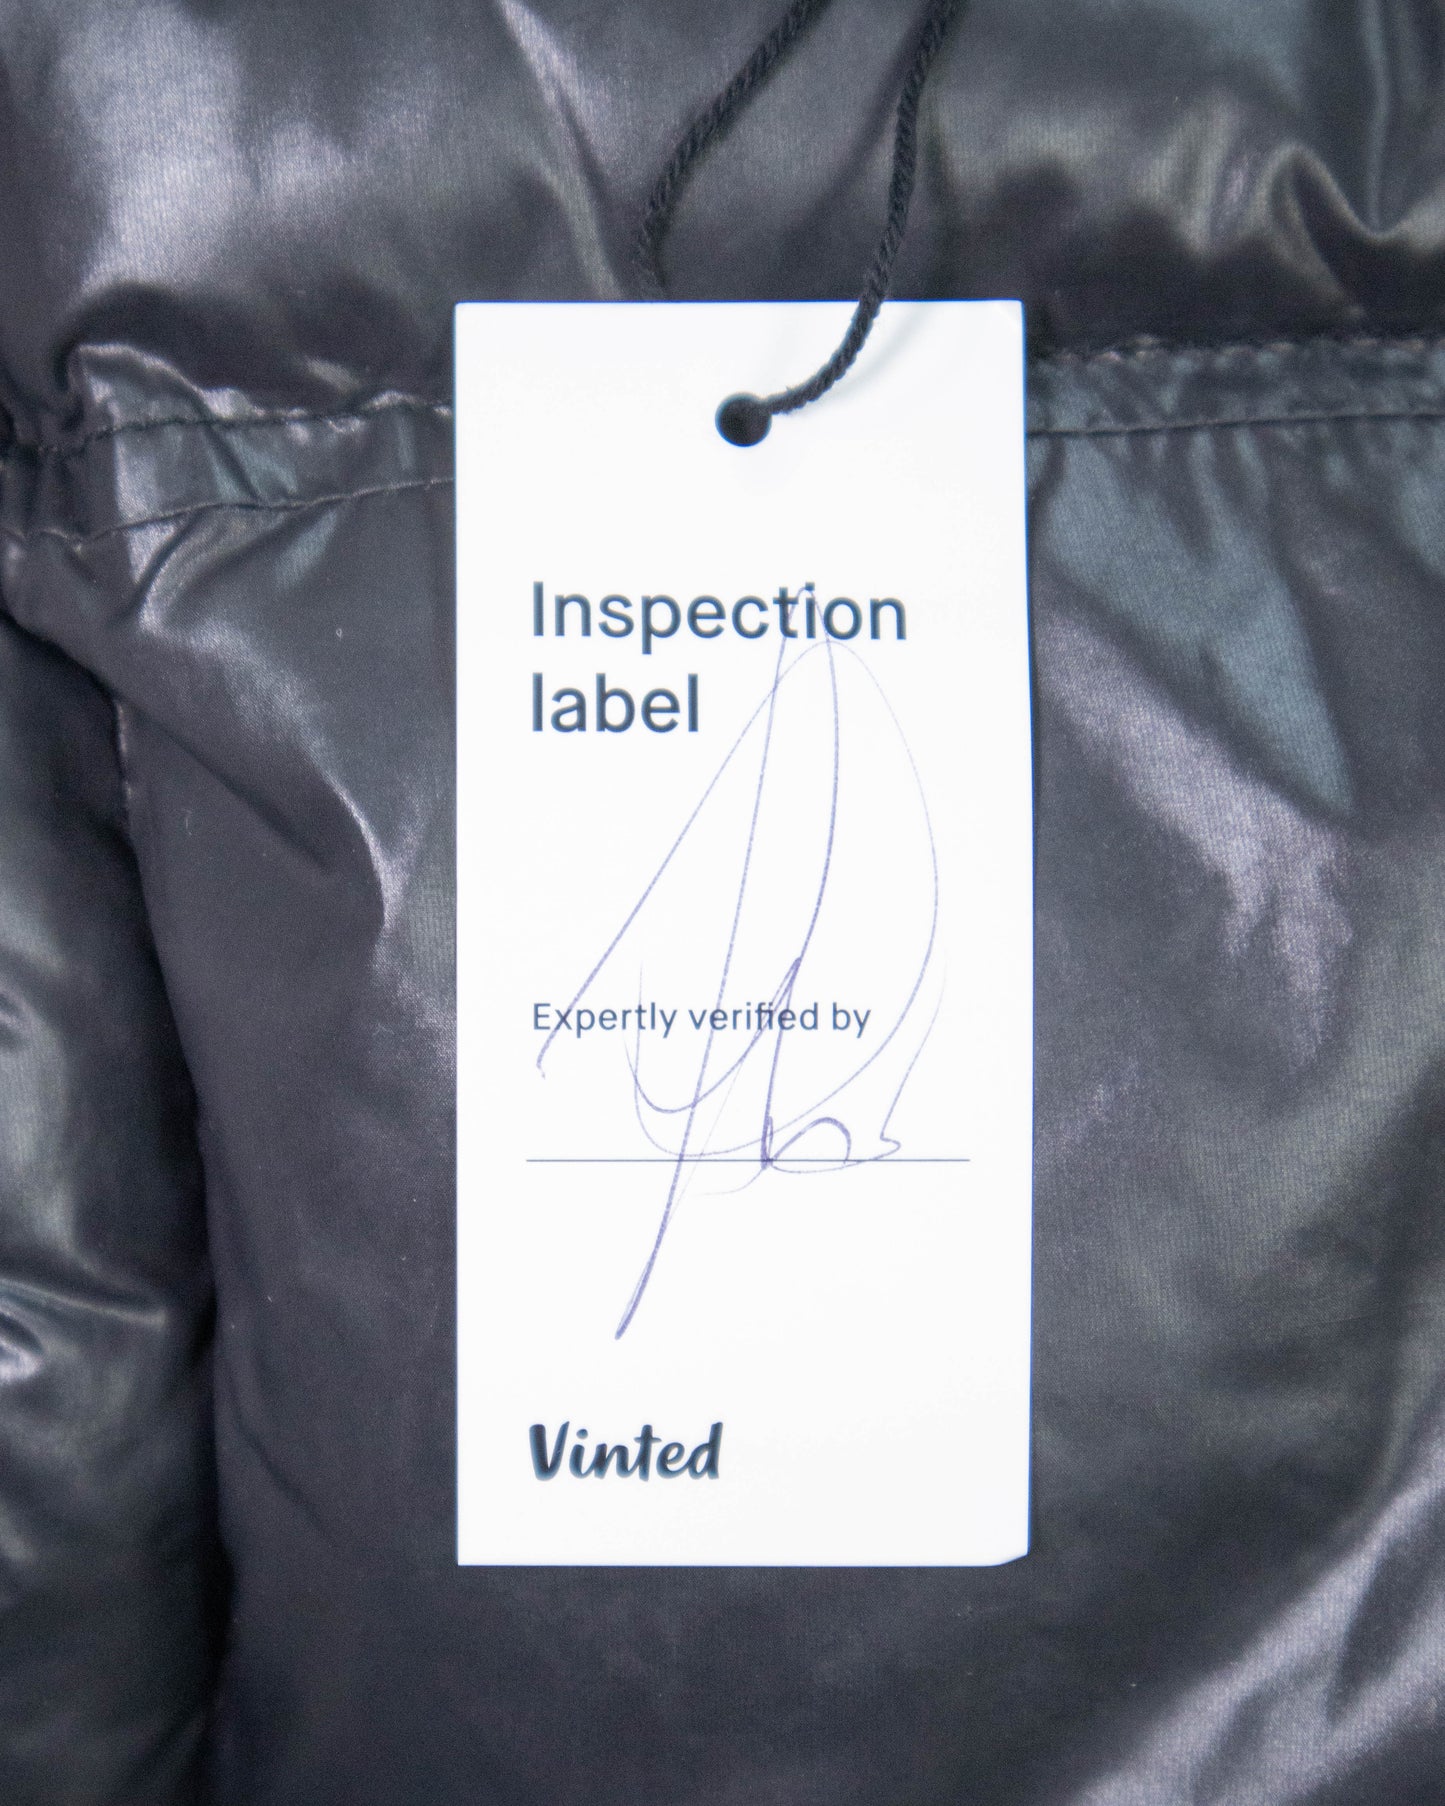 Inspection
label
Expertly verified by
Vinted